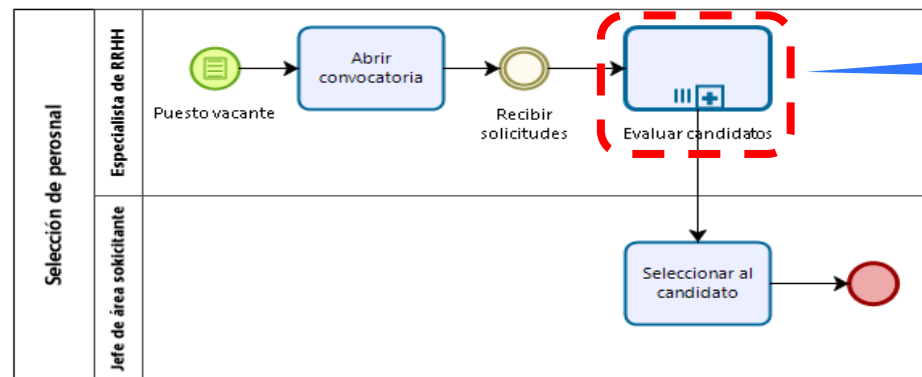 Selección de perosnal
Especialista de RRHH
Puesto vacante
Abrir
convocatoria
Recibir
solicitudes
Evaluar candidatos
Jefe de área sokicitante
Seleccionar al
candidato